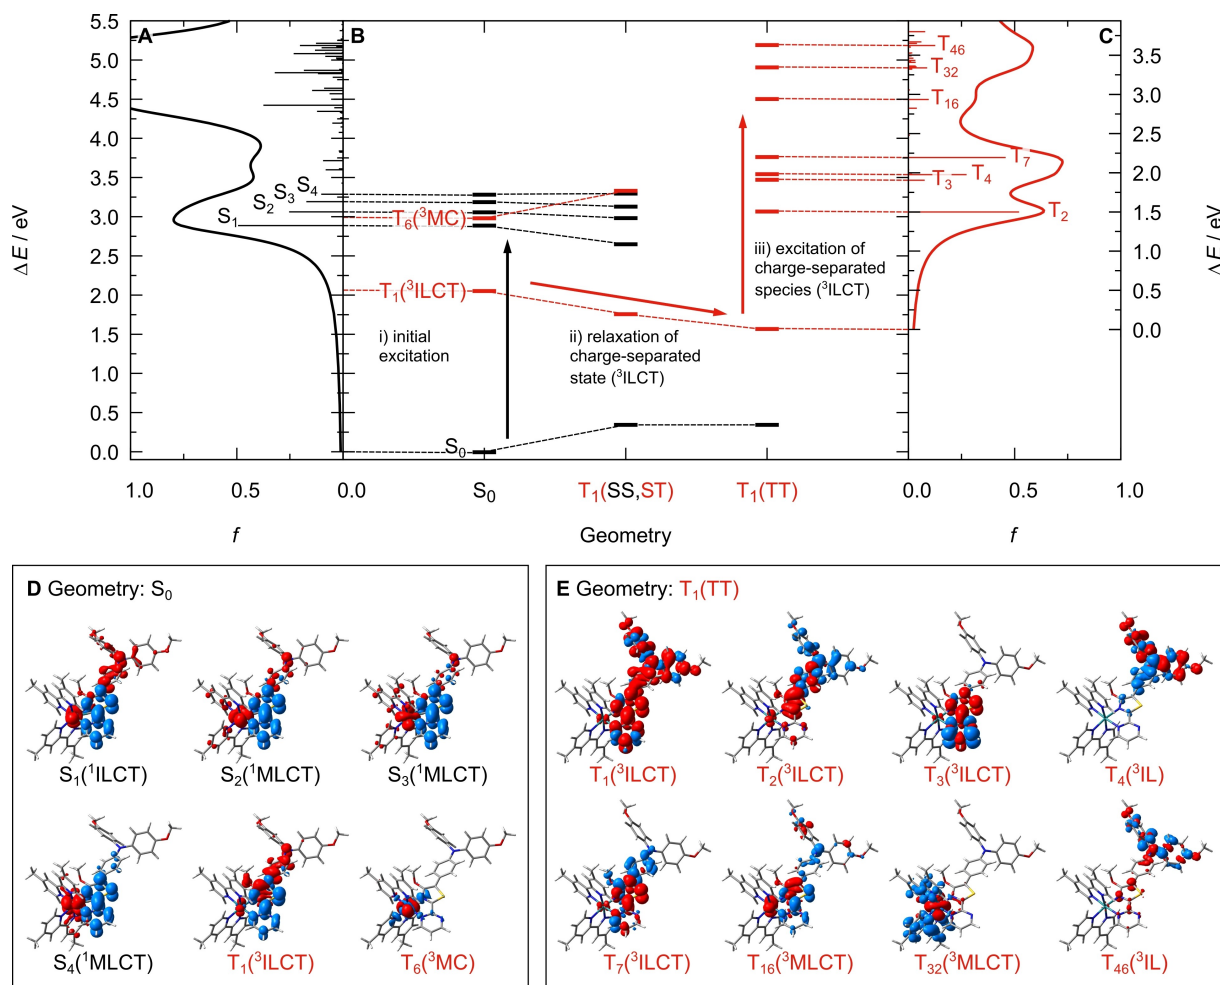 A
B
C
5.5
5.0
4.5
4.0
3.5
3.0
2.5
2.0
1.5
1.0
0.5
0.0
ΔE / eV
S₁
S₂
S₃
S₄
T₆(³MC)
T₁(³ILCT)
i) initial
excitation
ii) relaxation of
charge-separated
state (³ILCT)
iii) excitation of
charge-separated
species (³ILCT)
S₀
T₄₆
T₃₂
T₁₆
T₇
T₃
T₄
T₂
3.5
3.0
2.5
2.0
1.5
1.0
0.5
0.0
ΔE / eV
1.0 0.5 0.0 S₀ T₁(SS,ST) T₁(TT) 0.0 0.5 1.0
f Geometry f
D Geometry: S₀
S₁(¹ILCT) S₂(¹MLCT) S₃(¹MLCT)
S₄(¹MLCT) T₁(³ILCT) T₆(³MC)
E Geometry: T₁(TT)
T₁(³ILCT) T₂(³ILCT) T₃(³ILCT) T₄(³IL)
T₇(³ILCT) T₁₆(³MLCT) T₃₂(³MLCT) T₄₆(³IL)